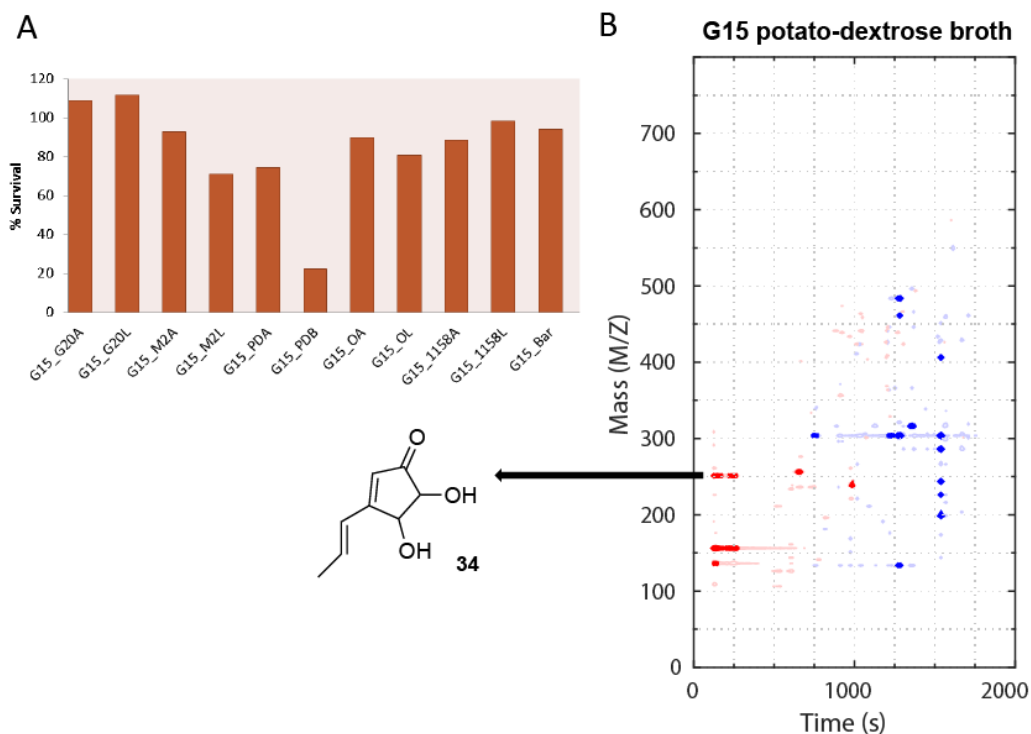 A
120
100
80
60
40
20
0
% Survival
G15_G20A
G15_G20L
G15_M2A
G15_M2L
G15_PDA
G15_PDB
G15_OA
G15_OL
G15_1158A
G15_1158L
G15_Bar
O
OH
OH
34
B
G15 potato-dextrose broth
700
600
500
400
300
200
100
0
Mass (M/Z)
0
1000
2000
Time (s)